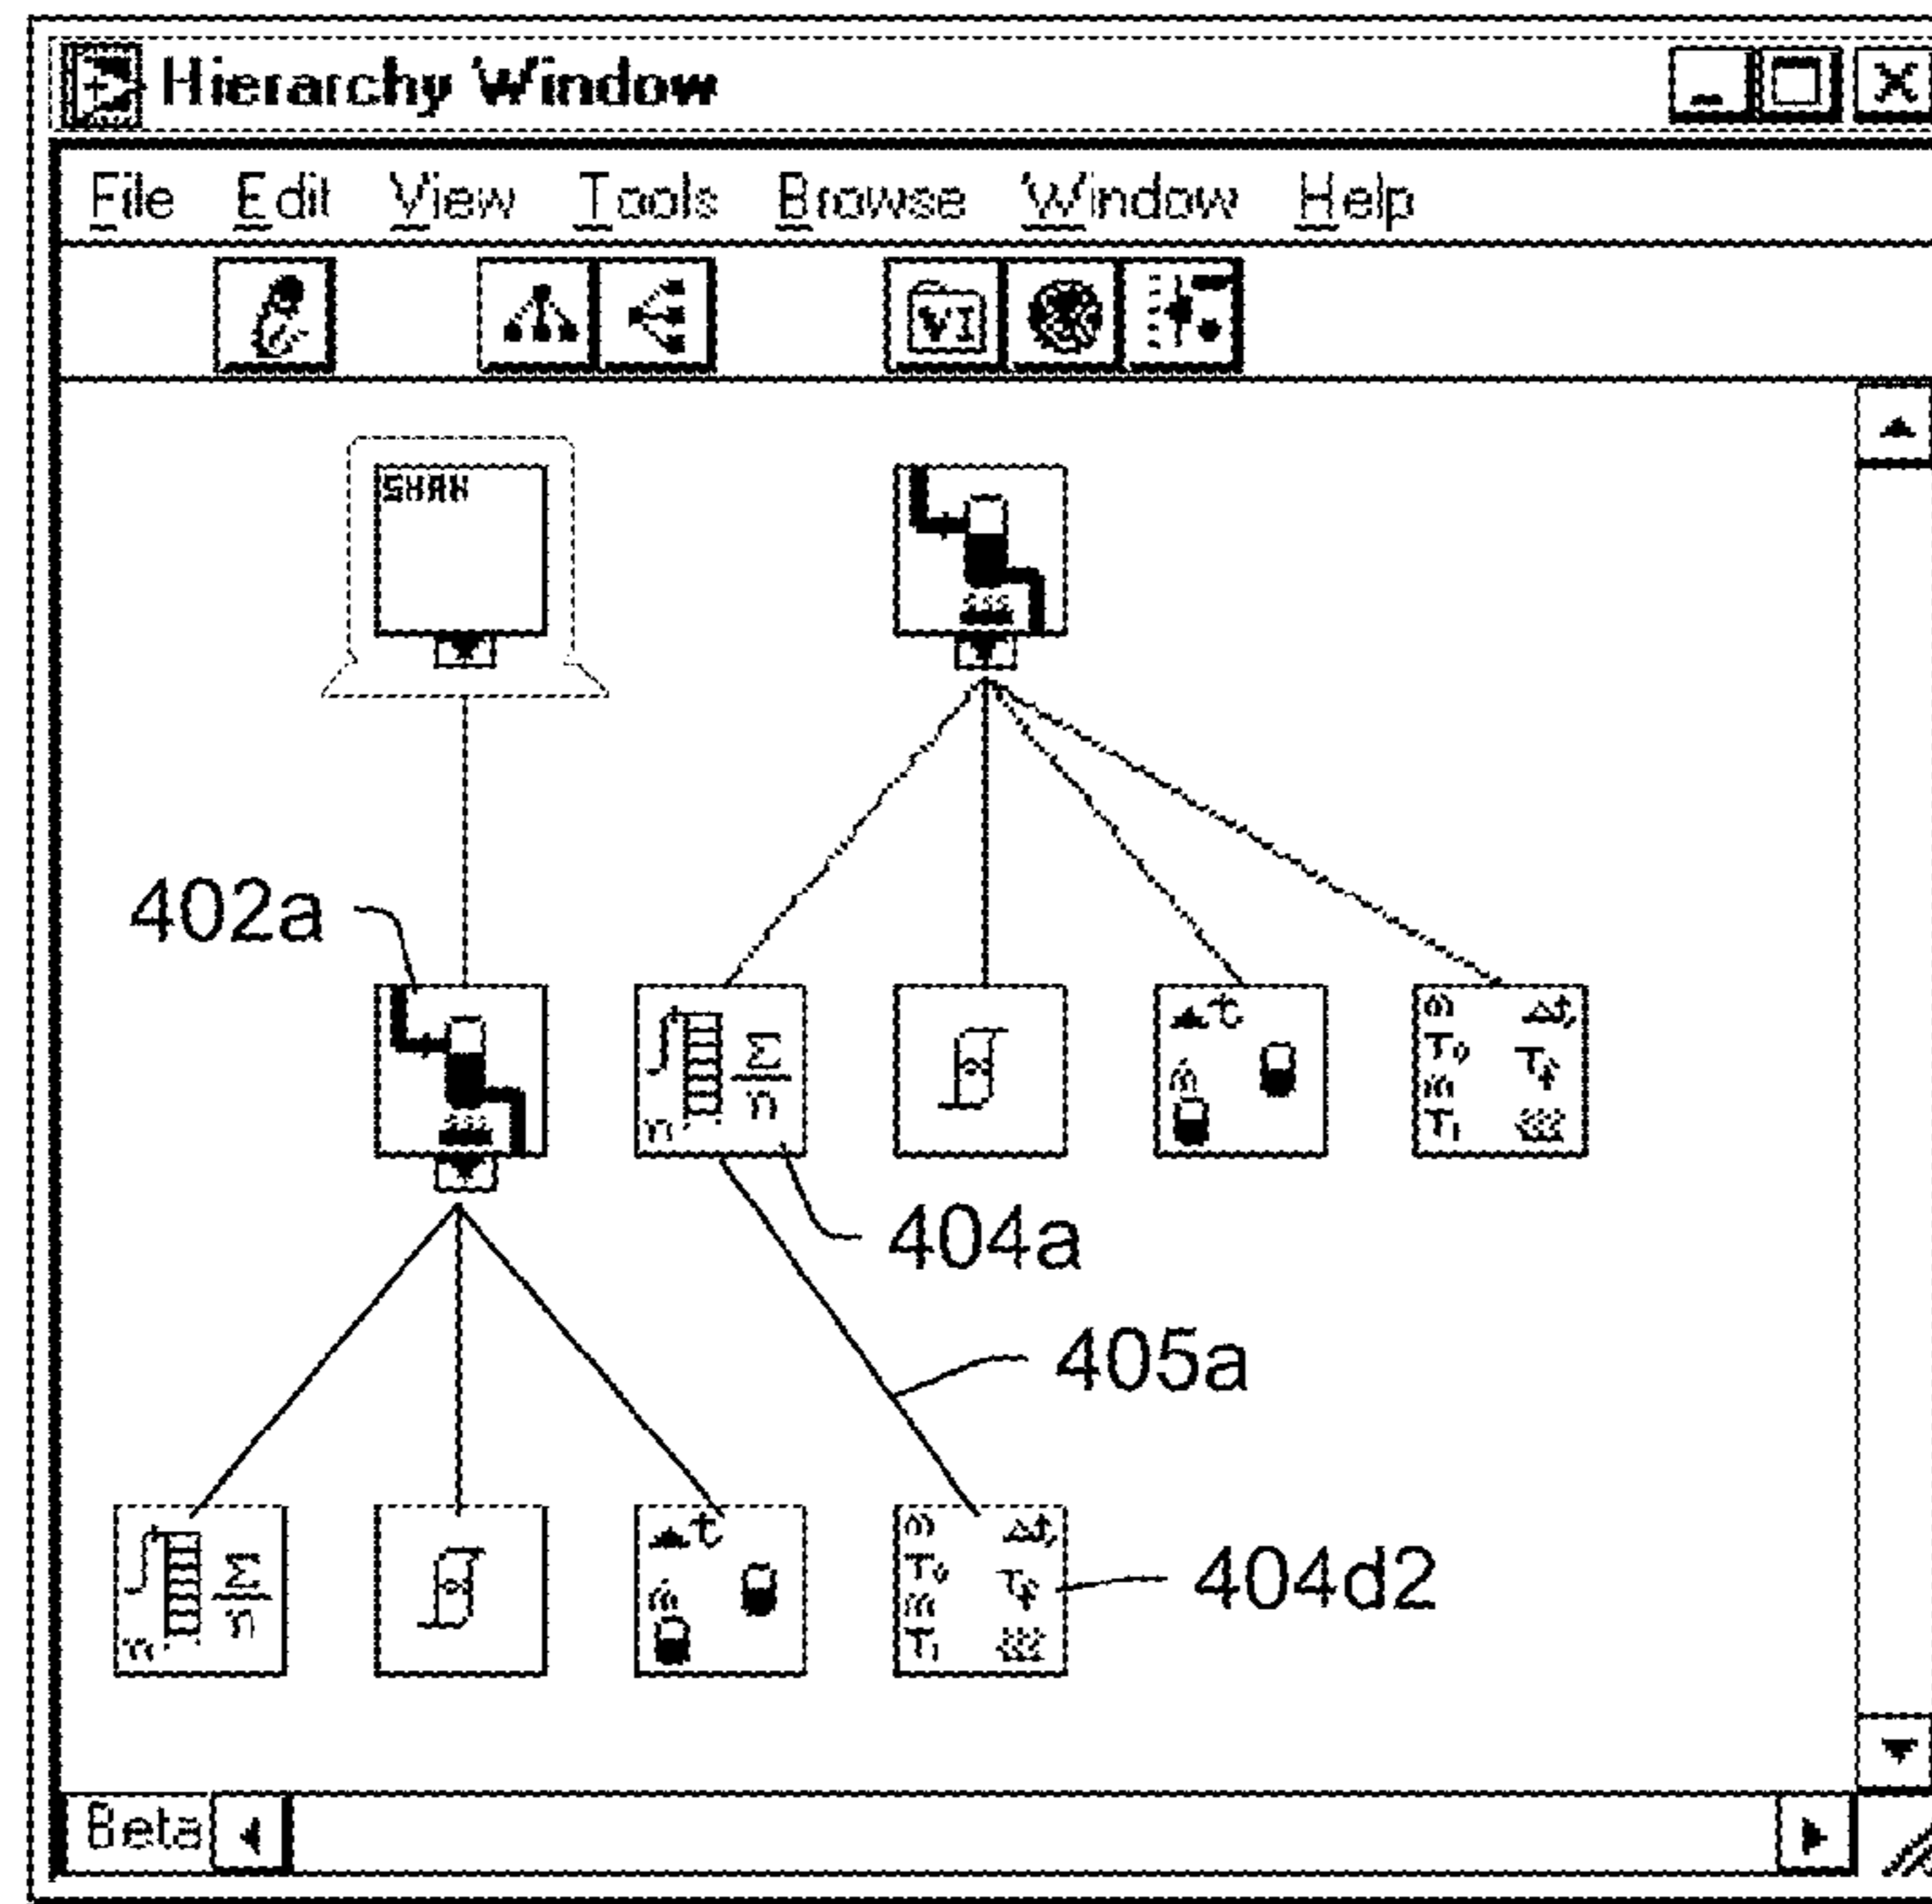 Hierarchy Window
File Edit View Tools Browse Window Help
VI
402a
Σ
n
404a
405a
Σ
n
404d2
Beta